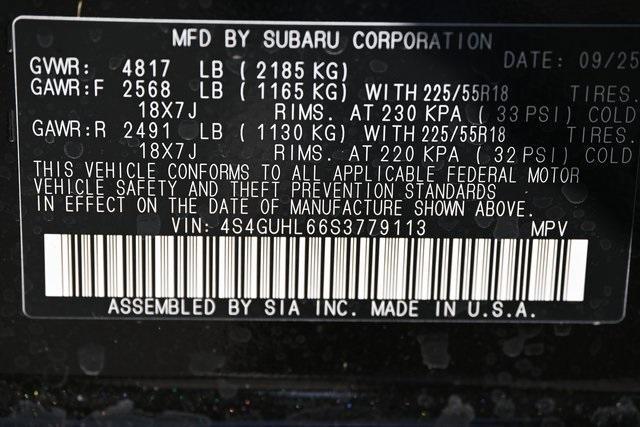 MFD BY SUBARU CORPORATION
DATE: 09/25
GVWR: 4817 LB ( 2185 KG)
GAWR:F 2568 LB ( 1165 KG) WITH 225/55R18 TIRES.
18X7J RIMS. AT 230 KPA ( 33 PSI) COLD
GAWR:R 2491 LB ( 1130 KG) WITH 225/55R18 TIRES.
18X7J RIMS. AT 220 KPA ( 32 PSI) COLD
THIS VEHICLE CONFORMS TO ALL APPLICABLE FEDERAL MOTOR
VEHICLE SAFETY AND THEFT PREVENTION STANDARDS
IN EFFECT ON THE DATE OF MANUFACTURE SHOWN ABOVE.
VIN: 4S4GUHL66S3779113 MPV
ASSEMBLED BY SIA INC. MADE IN U.S.A.